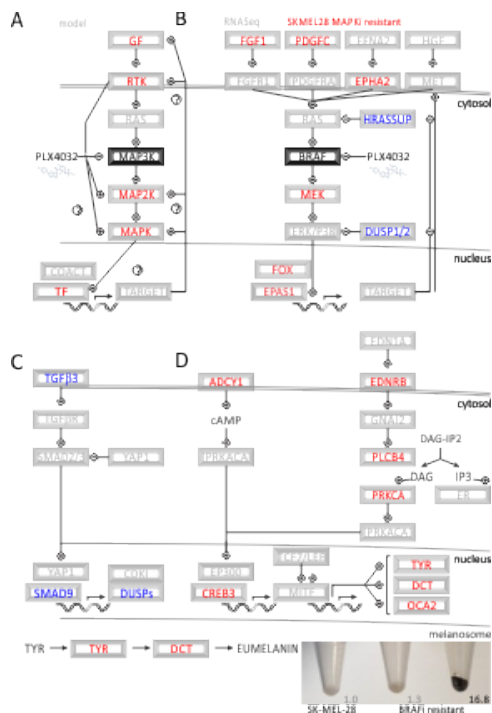 A
model
GF
RTK
RAS
PLX4032
MAP3K
MAP2K
MAPK
COACT
TF
TARGET
?
?
?
?
B
RNASeq
SKMEL28 MAPKi resistant
FGF1
PDGFC
EFNA2
HGF
FGFR1
PDGFRA
EPHA2
MET
cytosol
RAS
HRASSUP
BRAF
PLX4032
MEK
ERK/P38
DUSP1/2
nucleus
FOX
EPAS1
TARGET
C
TGFβ3
TGFBR
SMAD2/3
YAP1
YAP1
CDKI
SMAD9
DUSPs
D
EDN1A
ADCY1
EDNRB
cytosol
cAMP
GNAI2
PRKACA
PLCB4
DAG-IP2
DAG
IP3
PRKCA
ER
PRKACA
nucleus
EP300
TCF2/LEF
CREB3
MITF
TYR
DCT
OCA2
melanosome
TYR
TYR
DCT
EUMELANIN
1.0
1.3
16.8
SK-MEL-28
BRAFi resistant